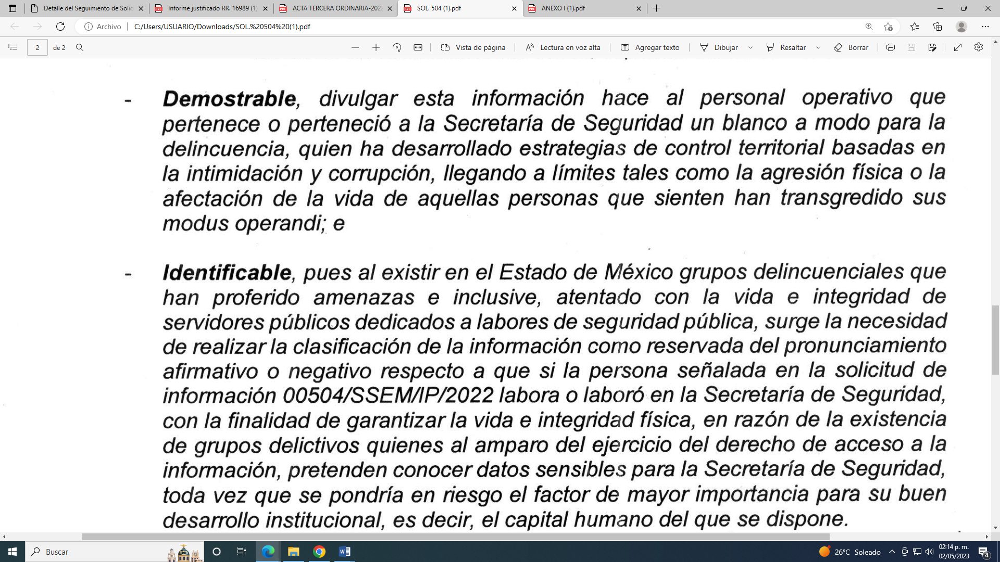 Detalle del Seguimiento de Solic
Informe justificado RR. 16989 (1)
ACTA TERCERA ORDINARIA-202
SOL. 504 (1).pdf
ANEXO I (1).pdf
Archivo
C:/Users/USUARIO/Downloads/SOL.%20504%20(1).pdf
2 de 2
Vista de página
Lectura en voz alta
Agregar texto
Dibujar
Resaltar
Borrar
- Demostrable, divulgar esta información hace al personal operativo que
pertenece o perteneció a la Secretaría de Seguridad un blanco a modo para la
delincuencia, quien ha desarrollado estrategias de control territorial basadas en
la intimidación y corrupción, llegando a límites tales como la agresión física o la
afectación de la vida de aquellas personas que sienten han transgredido sus
modus operandi; e
- Identificable, pues al existir en el Estado de México grupos delincuenciales que
han proferido amenazas e inclusive, atentado con la vida e integridad de
servidores públicos dedicados a labores de seguridad pública, surge la necesidad
de realizar la clasificación de la información como reservada del pronunciamiento
afirmativo o negativo respecto a que si la persona señalada en la solicitud de
información 00504/SSEM/IP/2022 labora o laboró en la Secretaría de Seguridad,
con la finalidad de garantizar la vida e integridad física, en razón de la existencia
de grupos delictivos quienes al amparo del ejercicio del derecho de acceso a la
información, pretenden conocer datos sensibles para la Secretaría de Seguridad,
toda vez que se pondría en riesgo el factor de mayor importancia para su buen
desarrollo institucional, es decir, el capital humano del que se dispone.
Buscar
26°C Soleado
02:14 p. m.
02/05/2023
4